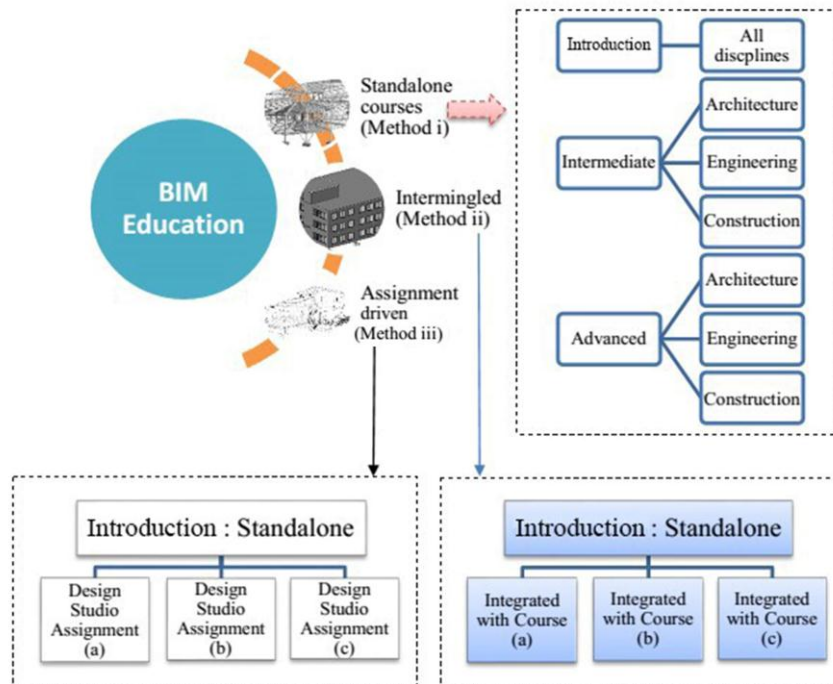 BIM
Education
Standalone
courses
(Method i)
Intermingled
(Method ii)
Assignment
driven
(Method iii)
Introduction
All
discplines
Intermediate
Architecture
Engineering
Construction
Advanced
Architecture
Engineering
Construction
Introduction : Standalone
Design
Studio
Assignment
(a)
Design
Studio
Assignment
(b)
Design
Studio
Assignment
(c)
Introduction : Standalone
Integrated
with Course
(a)
Integrated
with Course
(b)
Integrated
with Course
(c)